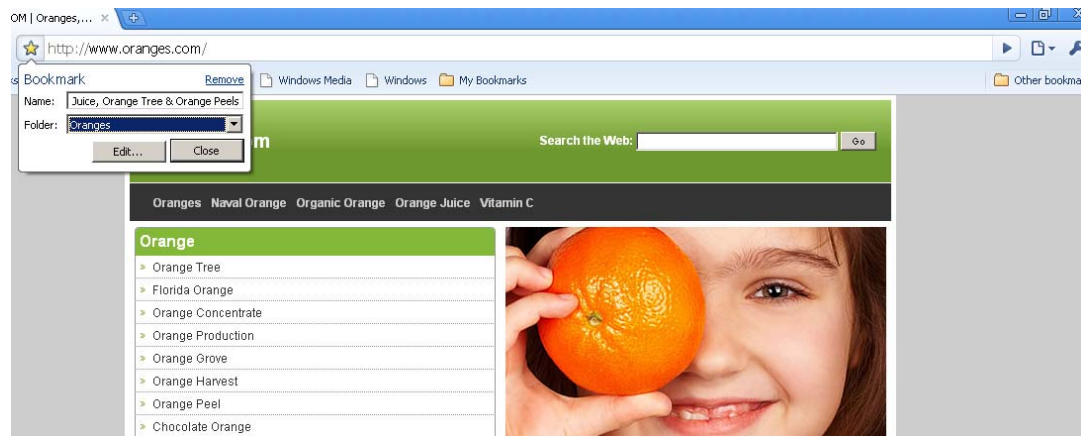 OM | Oranges,...
http://www.oranges.com/
Bookmark Remove
Windows Media Windows My Bookmarks
Other bookma
Name: Juice, Orange Tree & Orange Peels
Folder: Oranges
Edit... Close
m
Search the Web: Go
Oranges Naval Orange Organic Orange Orange Juice Vitamin C
Orange
» Orange Tree
» Florida Orange
» Orange Concentrate
» Orange Production
» Orange Grove
» Orange Harvest
» Orange Peel
» Chocolate Orange